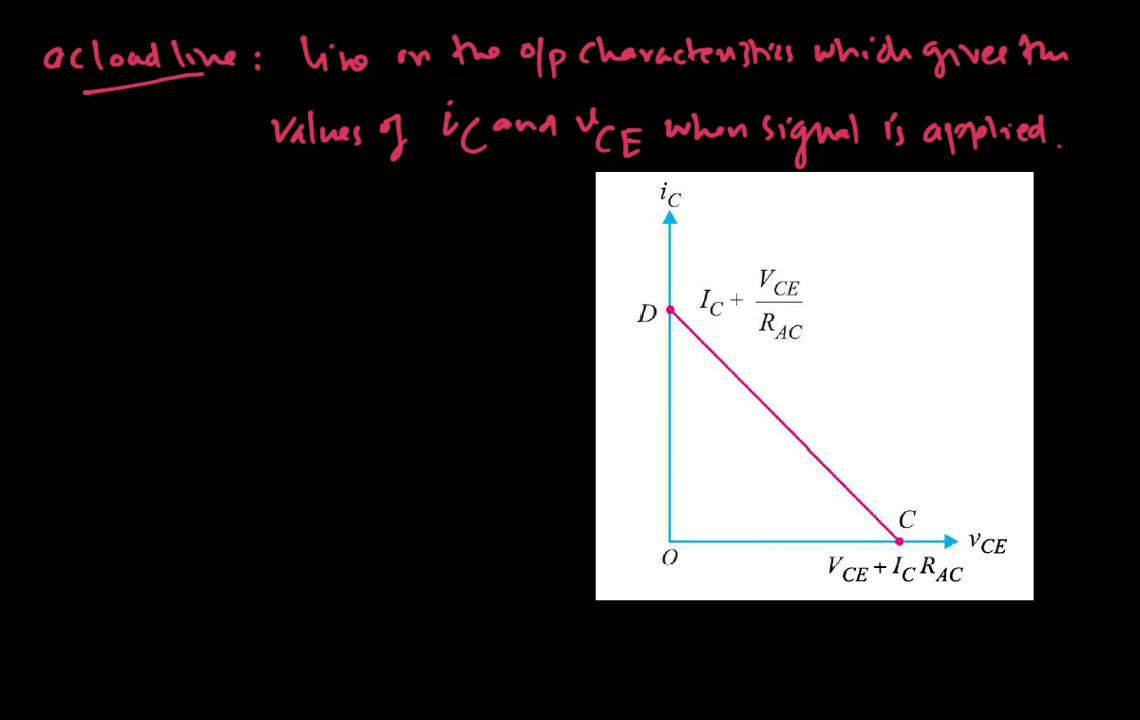 ac load line : line on the o/p characteristics which gives the
values of iC and vCE when signal is applied.
iC
D IC + VCE / RAC
C
O
vCE
VCE + IC RAC